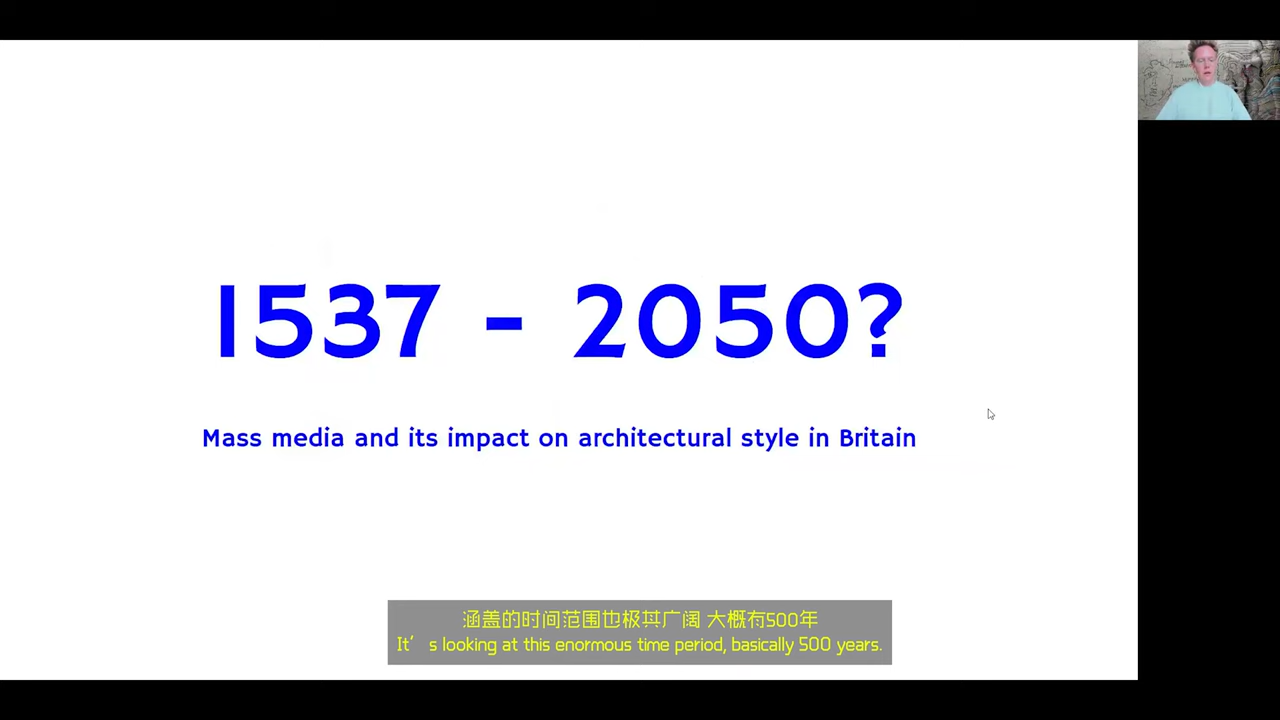 1537 - 2050?
Mass media and its impact on architectural style in Britain
涵盖的时间范围也极其广阔 大概有500年
It's looking at this enormous time period, basically 500 years.